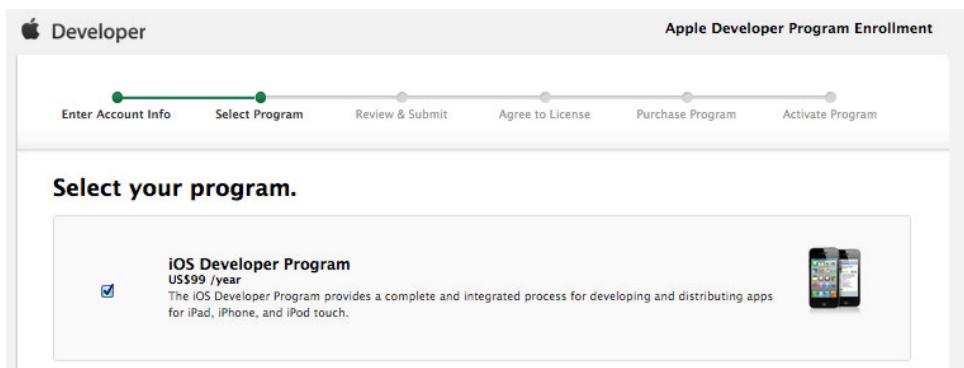 Developer
Apple Developer Program Enrollment
Enter Account Info
Select Program
Review & Submit
Agree to License
Purchase Program
Activate Program
Select your program.
iOS Developer Program
US$99 /year
The iOS Developer Program provides a complete and integrated process for developing and distributing apps
for iPad, iPhone, and iPod touch.